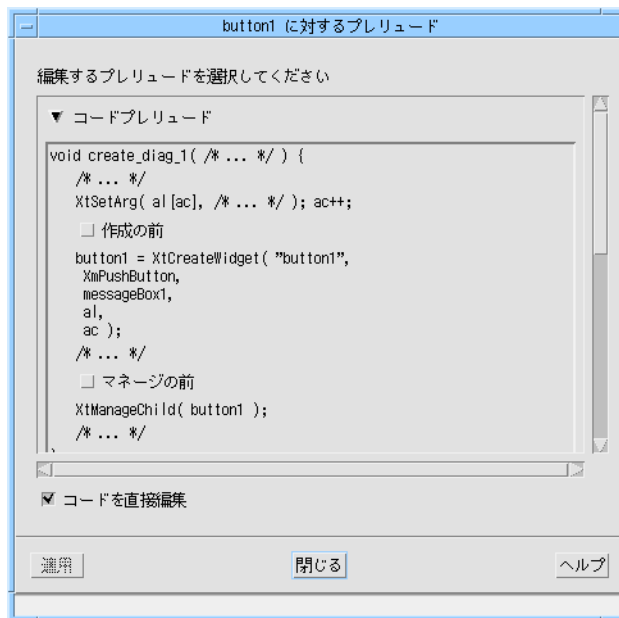 button1 に対するプレリュード
編集するプレリュードを選択してください
▼ コードプレリュード
void create_diag_1( /* ... */ ) {
/* ... */
XtSetArg( al[ac], /* ... */ ); ac++;
作成の前
button1 = XtCreateWidget( ”button1”,
XmPushButton,
messageBox1,
al,
ac );
/* ... */
マネージの前
XtManageChild( button1 );
/* ... */
コードを直接編集
適用
閉じる
ヘルプ